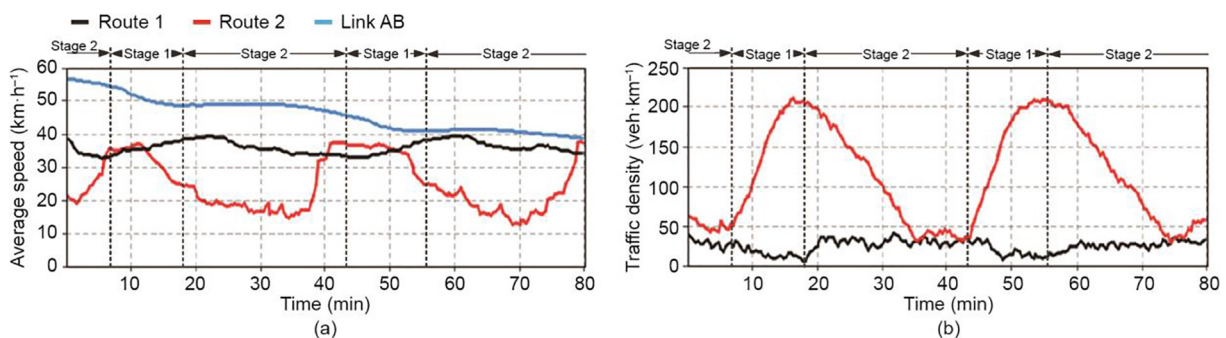 Route 1 Route 2 Link AB
Stage 2 Stage 1 Stage 2 Stage 1 Stage 2
60
50
40
30
20
10
0
Average speed (km·h⁻¹)
0 10 20 30 40 50 60 70 80
Time (min)
(a)
Stage 2 Stage 1 Stage 2 Stage 1 Stage 2
250
200
150
100
50
0
Traffic density (veh·km⁻¹)
0 10 20 30 40 50 60 70 80
Time (min)
(b)